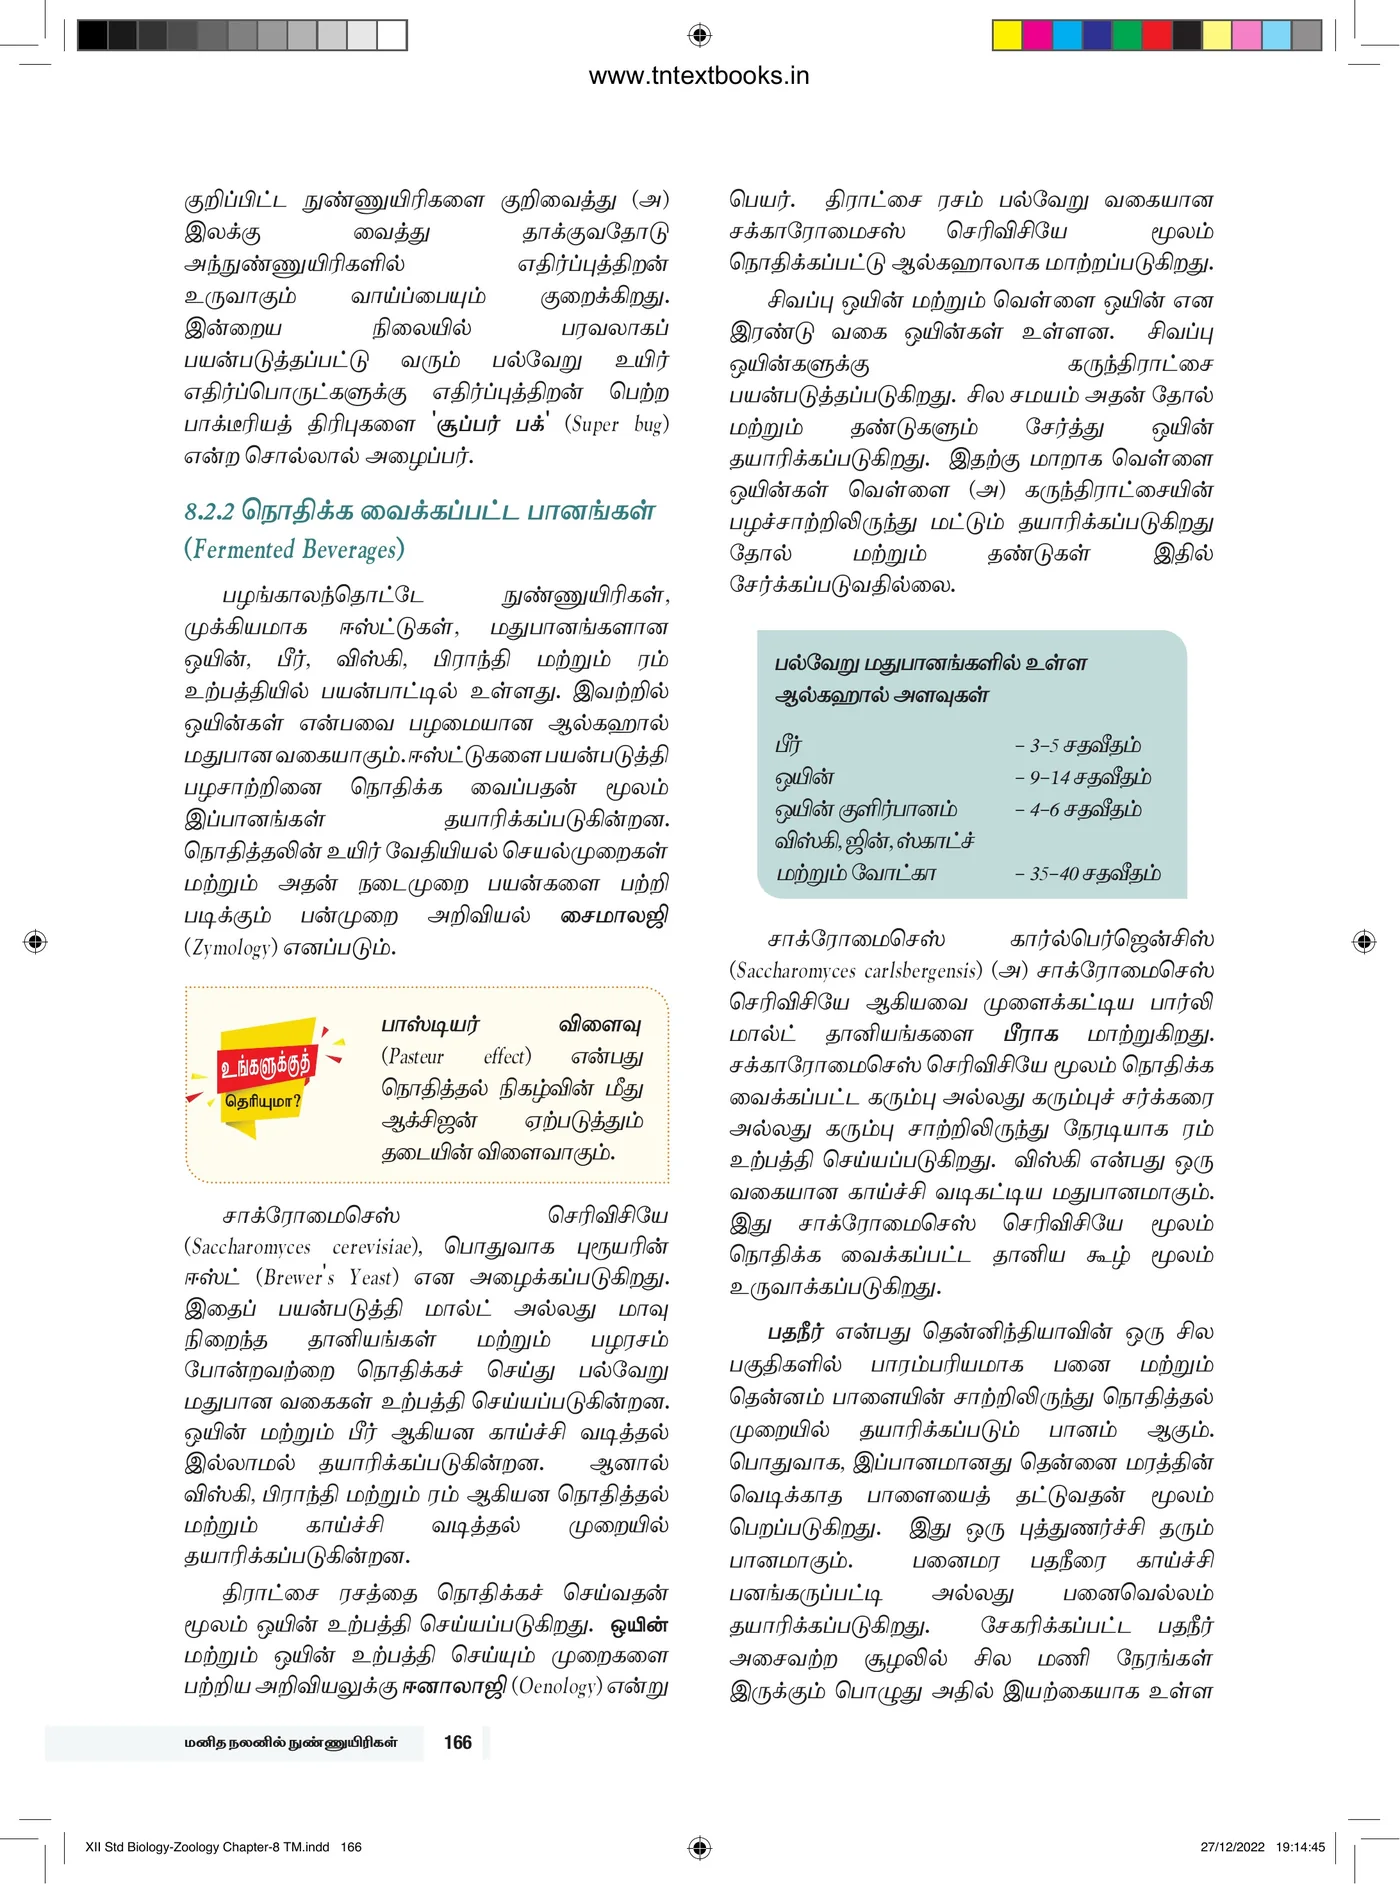 www.tntextbooks.in
குறிப்பிட்ட நுண்ணுயிரிகளை குறிவைத்து (அ)
இலக்கு வைத்து தாக்குவதோடு
அந்நுண்ணுயிரிகளில் எதிர்ப்புத்திறன்
உருவாகும் வாய்ப்பையும் குறைக்கிறது.
இன்றைய நிலையில் பரவலாகப்
பயன்படுத்தப்பட்டு வரும் பல்வேறு உயிர்
எதிர்ப்பொருட்களுக்கு எதிர்ப்புத்திறன் பெற்ற
பாக்டீரியத் திரிபுகளை 'சூப்பர் பக்' (Super bug)
என்ற சொல்லால் அழைப்பர்.
8.2.2 நொதிக்க வைக்கப்பட்ட பானங்கள்
(Fermented Beverages)
பழங்காலந்தொட்டே நுண்ணுயிரிகள்,
முக்கியமாக ஈஸ்ட்டுகள், மதுபானங்களான
ஒயின், பீர், விஸ்கி, பிராந்தி மற்றும் ரம்
உற்பத்தியில் பயன்பாட்டில் உள்ளது. இவற்றில்
ஒயின்கள் என்பவை பழமையான ஆல்கஹால்
மதுபான வகையாகும். ஈஸ்ட்டுகளை பயன்படுத்தி
பழசாற்றினை நொதிக்க வைப்பதன் மூலம்
இப்பானங்கள் தயாரிக்கப்படுகின்றன.
நொதித்தலின் உயிர் வேதியியல் செயல்முறைகள்
மற்றும் அதன் நடைமுறை பயன்களை பற்றி
படிக்கும் பன்முறை அறிவியல் சைமாலஜி
(Zymology) எனப்படும்.
உங்களுக்குத்
தெரியுமா?
பாஸ்டியர் விளைவு
(Pasteur effect) என்பது
நொதித்தல் நிகழ்வின் மீது
ஆக்சிஜன் ஏற்படுத்தும்
தடையின் விளைவாகும்.
சாக்ரோமைசெஸ் செரிவிசியே
(Saccharomyces cerevisiae), பொதுவாக புரூயரின்
ஈஸ்ட் (Brewer's Yeast) என அழைக்கப்படுகிறது.
இதைப் பயன்படுத்தி மால்ட் அல்லது மாவு
நிறைந்த தானியங்கள் மற்றும் பழரசம்
போன்றவற்றை நொதிக்கச் செய்து பல்வேறு
மதுபான வகைகள் உற்பத்தி செய்யப்படுகின்றன.
ஒயின் மற்றும் பீர் ஆகியன காய்ச்சி வடித்தல்
இல்லாமல் தயாரிக்கப்படுகின்றன. ஆனால்
விஸ்கி, பிராந்தி மற்றும் ரம் ஆகியன நொதித்தல்
மற்றும் காய்ச்சி வடித்தல் முறையில்
தயாரிக்கப்படுகின்றன.
திராட்சை ரசத்தை நொதிக்கச் செய்வதன்
மூலம் ஒயின் உற்பத்தி செய்யப்படுகிறது. ஒயின்
மற்றும் ஒயின் உற்பத்தி செய்யும் முறைகளை
பற்றிய அறிவியலுக்கு ஈனாலாஜி (Oenology) என்று
பெயர். திராட்சை ரசம் பல்வேறு வகையான
சக்காரோமைசஸ் செரிவிசியே மூலம்
நொதிக்கப்பட்டு ஆல்கஹாலாக மாற்றப்படுகிறது.
சிவப்பு ஒயின் மற்றும் வெள்ளை ஒயின் என
இரண்டு வகை ஒயின்கள் உள்ளன. சிவப்பு
ஒயின்களுக்கு கருந்திராட்சை
பயன்படுத்தப்படுகிறது. சில சமயம் அதன் தோல்
மற்றும் தண்டுகளும் சேர்த்து ஒயின்
தயாரிக்கப்படுகிறது. இதற்கு மாறாக வெள்ளை
ஒயின்கள் வெள்ளை (அ) கருந்திராட்சையின்
பழச்சாற்றிலிருந்து மட்டும் தயாரிக்கப்படுகிறது
தோல் மற்றும் தண்டுகள் இதில்
சேர்க்கப்படுவதில்லை.
பல்வேறு மதுபானங்களில் உள்ள
ஆல்கஹால் அளவுகள்
பீர் – 3–5 சதவீதம்
ஒயின் – 9–14 சதவீதம்
ஒயின் குளிர்பானம் – 4–6 சதவீதம்
விஸ்கி, ஜின், ஸ்காட்ச்
மற்றும் வோட்கா – 35–40 சதவீதம்
சாக்ரோமைசெஸ் கார்ல்பெர்ஜென்சிஸ்
(Saccharomyces carlsbergensis) (அ) சாக்ரோமைசெஸ்
செரிவிசியே ஆகியவை முளைக்கட்டிய பார்லி
மால்ட் தானியங்களை பீராக மாற்றுகிறது.
சக்காரோமைசெஸ் செரிவிசியே மூலம் நொதிக்க
வைக்கப்பட்ட கரும்பு அல்லது கரும்புச் சர்க்கரை
அல்லது கரும்பு சாற்றிலிருந்து நேரடியாக ரம்
உற்பத்தி செய்யப்படுகிறது. விஸ்கி என்பது ஒரு
வகையான காய்ச்சி வடிகட்டிய மதுபானமாகும்.
இது சாக்ரோமைசெஸ் செரிவிசியே மூலம்
நொதிக்க வைக்கப்பட்ட தானிய கூழ் மூலம்
உருவாக்கப்படுகிறது.
பதநீர் என்பது தென்னிந்தியாவின் ஒரு சில
பகுதிகளில் பாரம்பரியமாக பனை மற்றும்
தென்னம் பாளையின் சாற்றிலிருந்து நொதித்தல்
முறையில் தயாரிக்கப்படும் பானம் ஆகும்.
பொதுவாக, இப்பானமானது தென்னை மரத்தின்
வெடிக்காத பாளையைத் தட்டுவதன் மூலம்
பெறப்படுகிறது. இது ஒரு புத்துணர்ச்சி தரும்
பானமாகும். பனைமர பதநீரை காய்ச்சி
பனங்கருப்பட்டி அல்லது பனைவெல்லம்
தயாரிக்கப்படுகிறது. சேகரிக்கப்பட்ட பதநீர்
அசைவற்ற சூழலில் சில மணி நேரங்கள்
இருக்கும் பொழுது அதில் இயற்கையாக உள்ள
மனித நலனில் நுண்ணுயிரிகள் 166
XII Std Biology-Zoology Chapter-8 TM.indd 166 27/12/2022 19:14:45